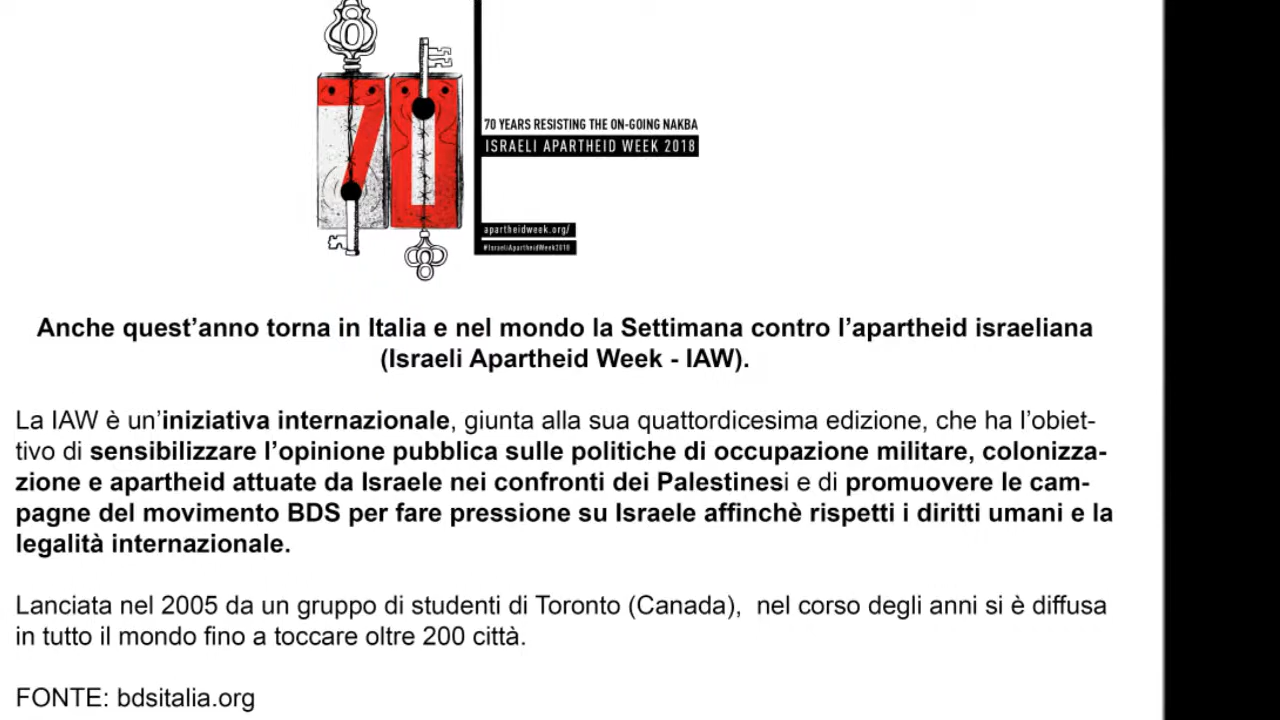 70
70 YEARS RESISTING THE ON-GOING NAKBA
ISRAELI APARTHEID WEEK 2018
apartheidweek.org/
#IsraeliApartheidWeek2018
Anche quest’anno torna in Italia e nel mondo la Settimana contro l’apartheid israeliana
(Israeli Apartheid Week - IAW).
La IAW è un’iniziativa internazionale, giunta alla sua quattordicesima edizione, che ha l’obiet-
tivo di sensibilizzare l’opinione pubblica sulle politiche di occupazione militare, colonizza-
zione e apartheid attuate da Israele nei confronti dei Palestinesi e di promuovere le cam-
pagne del movimento BDS per fare pressione su Israele affinchè rispetti i diritti umani e la
legalità internazionale.
Lanciata nel 2005 da un gruppo di studenti di Toronto (Canada),  nel corso degli anni si è diffusa
in tutto il mondo fino a toccare oltre 200 città.
FONTE: bdsitalia.org